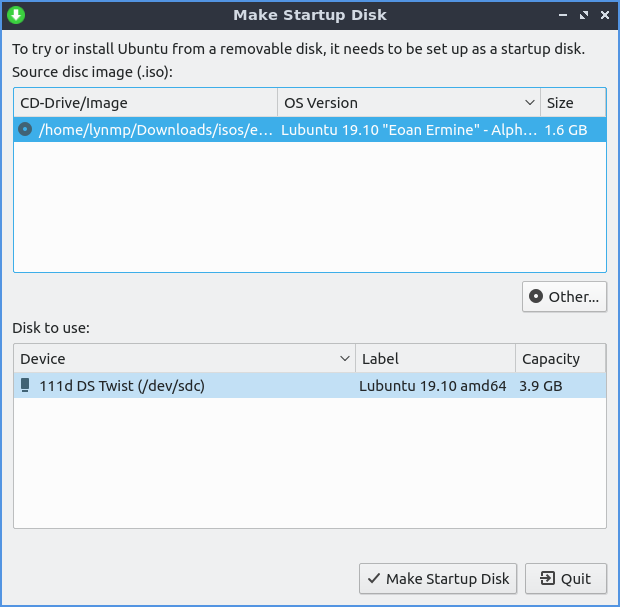 Make Startup Disk
To try or install Ubuntu from a removable disk, it needs to be set up as a startup disk.
Source disc image (.iso):
CD-Drive/Image OS Version Size
/home/lynmp/Downloads/isos/e... Lubuntu 19.10 "Eoan Ermine" - Alph... 1.6 GB
Other...
Disk to use:
Device Label Capacity
111d DS Twist (/dev/sdc) Lubuntu 19.10 amd64 3.9 GB
Make Startup Disk Quit